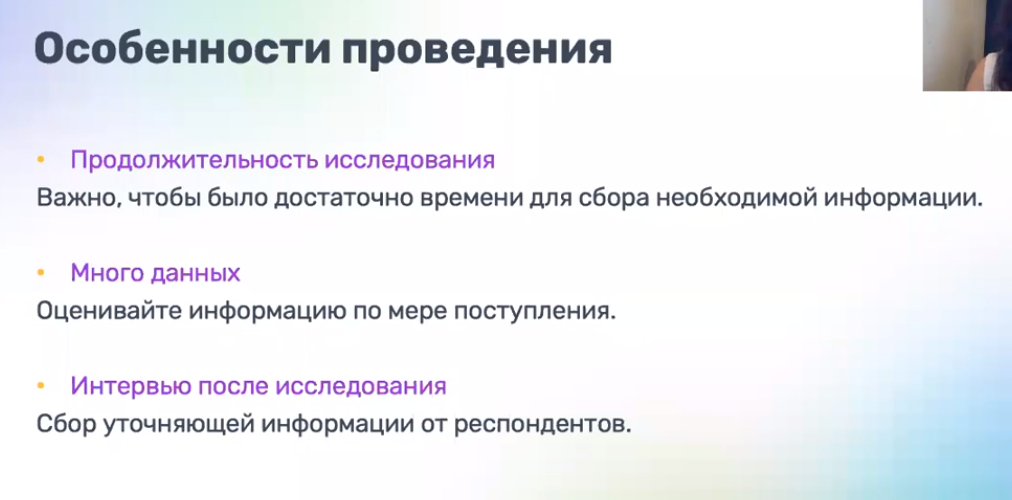 Особенности проведения
• Продолжительность исследования
Важно, чтобы было достаточно времени для сбора необходимой информации.
• Много данных
Оценивайте информацию по мере поступления.
• Интервью после исследования
Сбор уточняющей информации от респондентов.